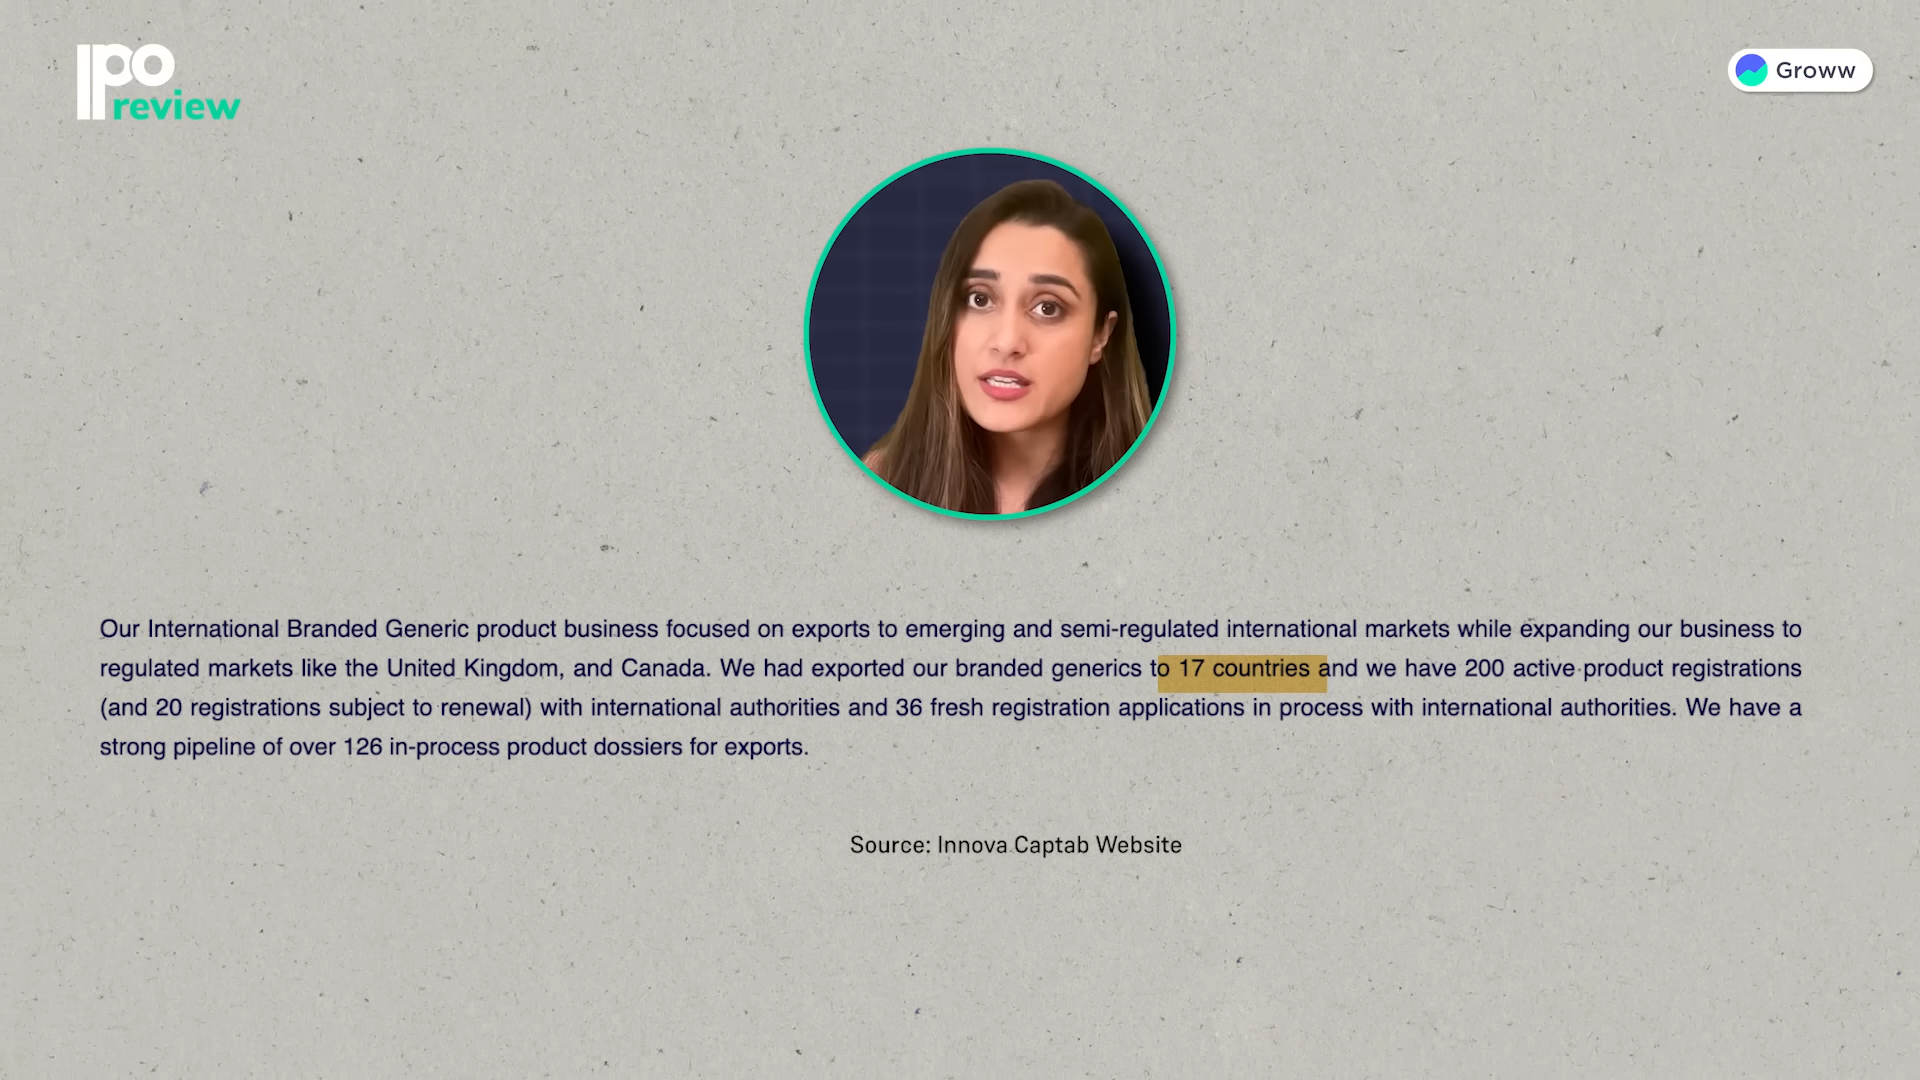 IPO
review
Groww
Our International Branded Generic product business focused on exports to emerging and semi-regulated international markets while expanding our business to
regulated markets like the United Kingdom, and Canada. We had exported our branded generics to 17 countries and we have 200 active product registrations
(and 20 registrations subject to renewal) with international authorities and 36 fresh registration applications in process with international authorities. We have a
strong pipeline of over 126 in-process product dossiers for exports.
Source: Innova Captab Website